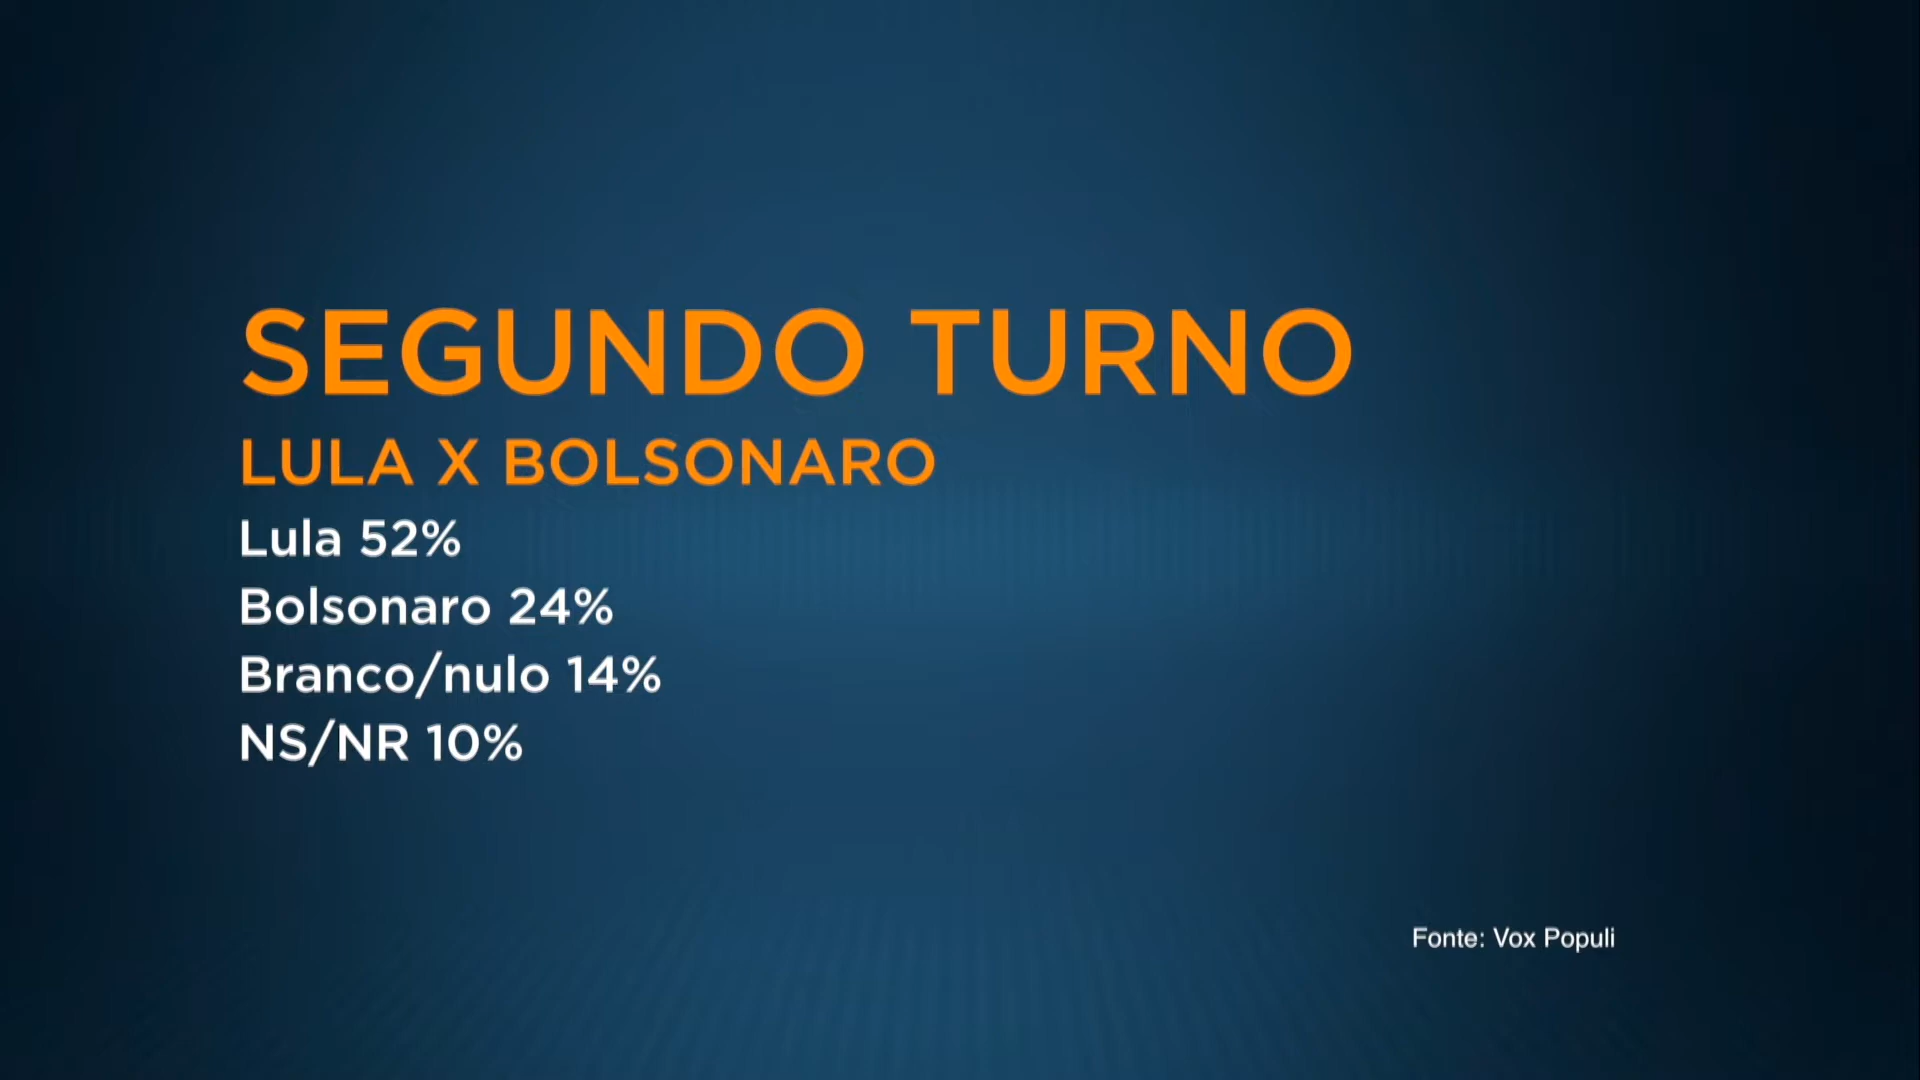 SEGUNDO TURNO
LULA X BOLSONARO
Lula 52%
Bolsonaro 24%
Branco/nulo 14%
NS/NR 10%
Fonte: Vox Populi